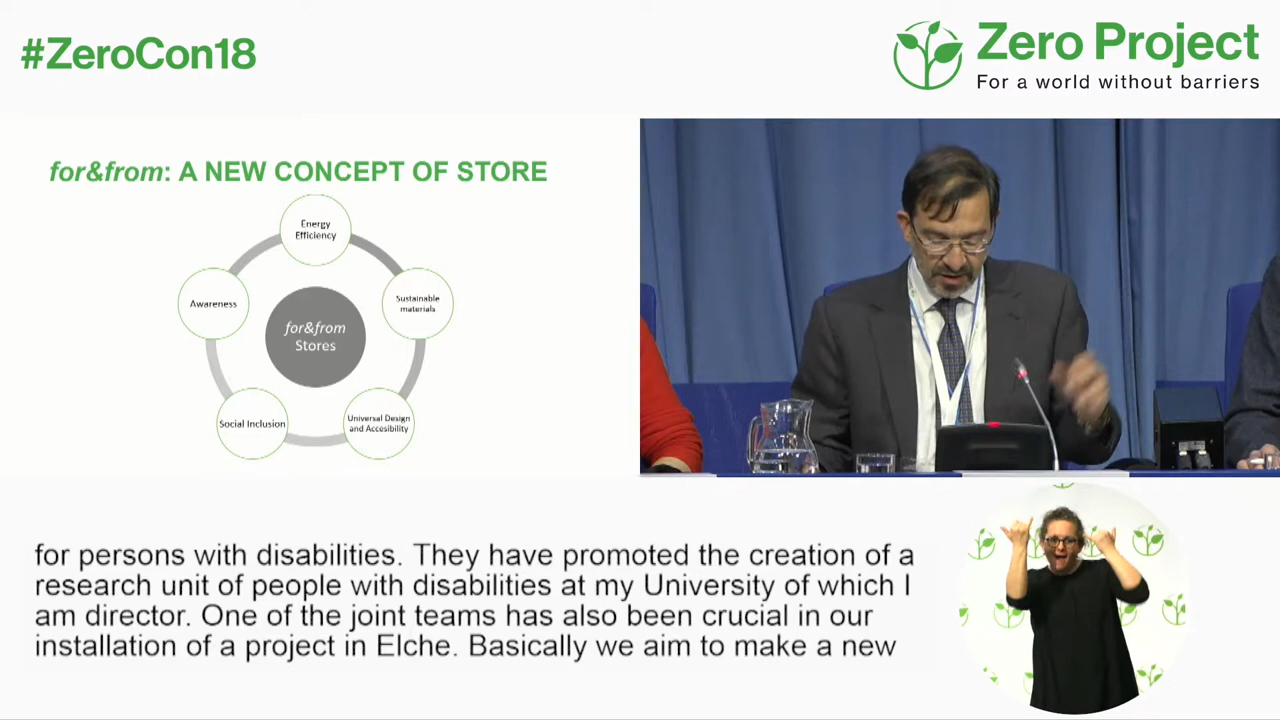 #ZeroCon18
Zero Project
For a world without barriers
for&from: A NEW CONCEPT OF STORE
Energy
Efficiency
Awareness
Sustainable
materials
for&from
Stores
Social Inclusion
Universal Design
and Accesibility
for persons with disabilities. They have promoted the creation of a
research unit of people with disabilities at my University of which I
am director. One of the joint teams has also been crucial in our
installation of a project in Elche. Basically we aim to make a new